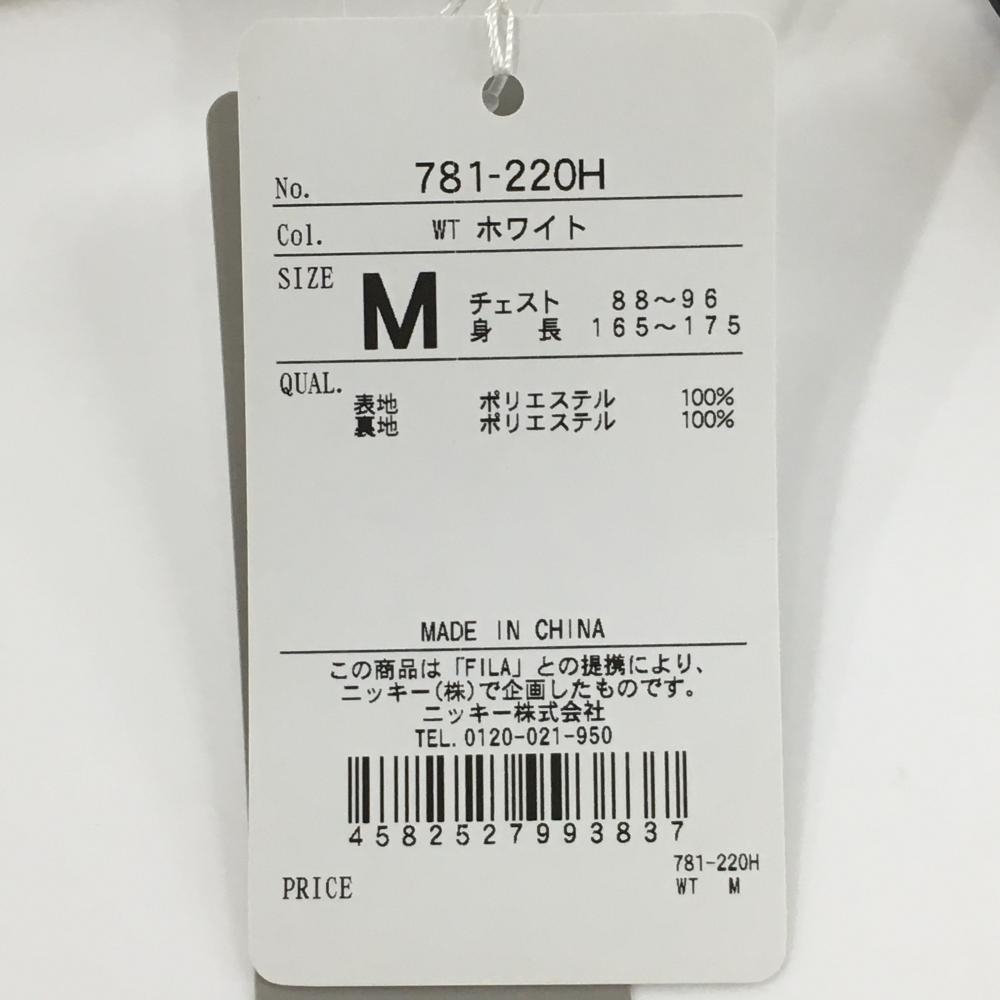 No. 781-220H
Col. WT ホワイト
SIZE M チェスト 88～96
身長 165～175
QUAL.
表地 ポリエステル 100%
裏地 ポリエステル 100%
MADE IN CHINA
この商品は「FILA」との提携により、
ニッキー(株)で企画したものです。
ニッキー株式会社
TEL. 0120-021-950
4582527993837
781-220H
WT M
PRICE